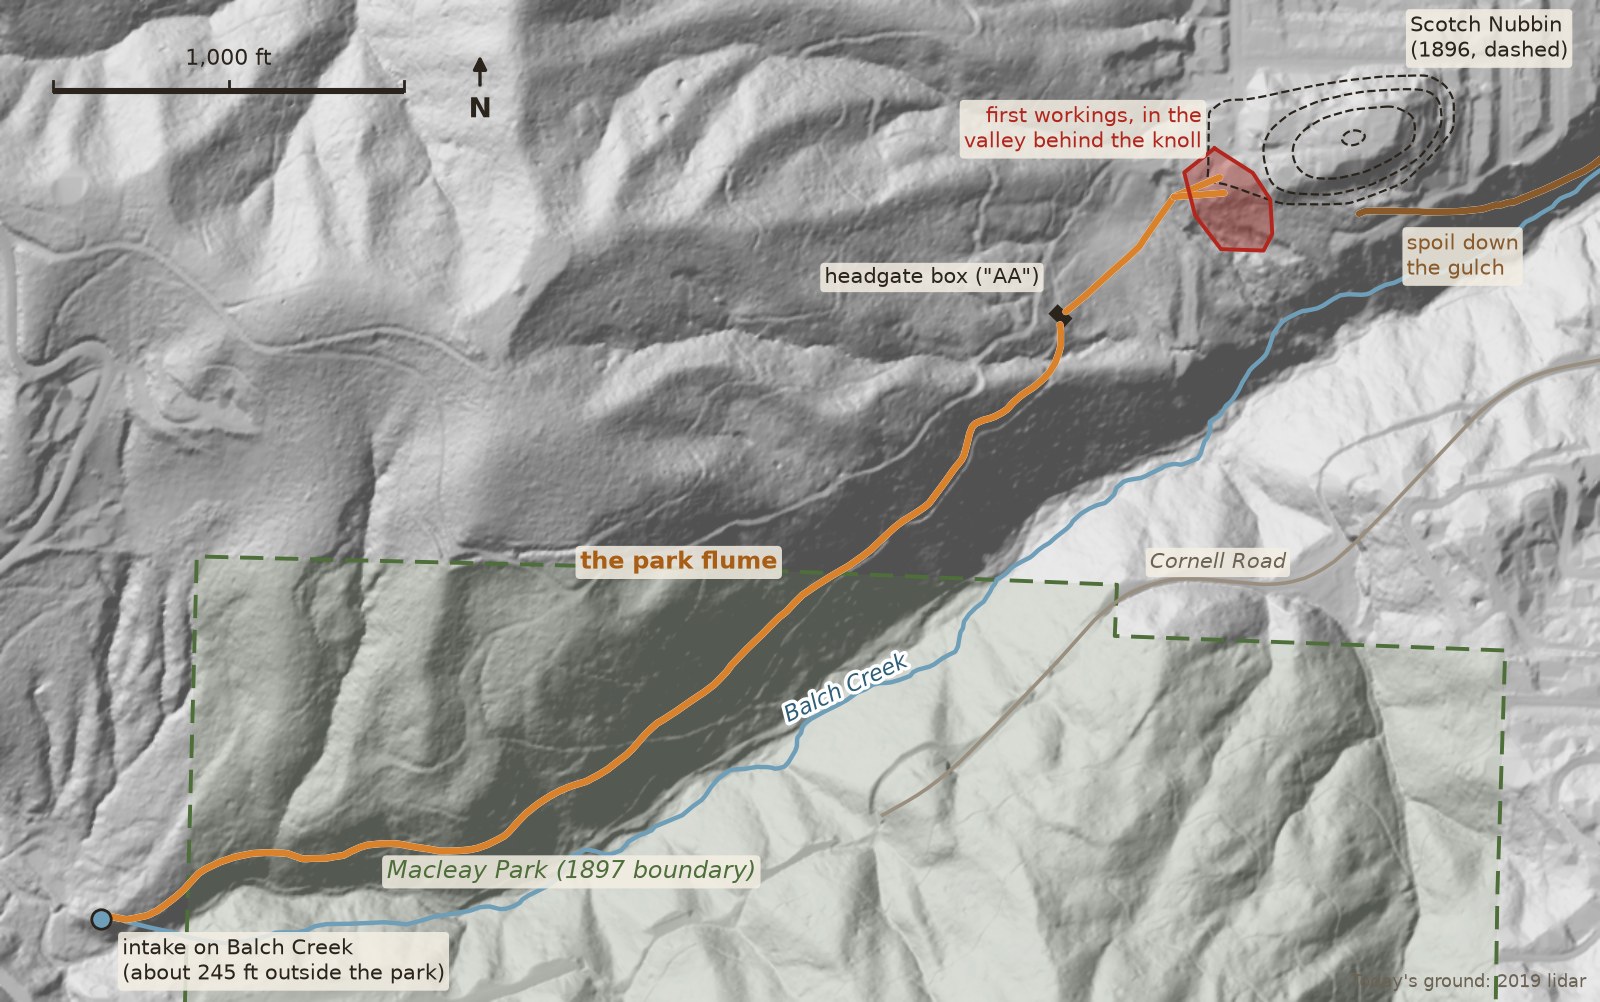 Scotch Nubbin
(1896, dashed)
1,000 ft
N
first workings, in the
valley behind the knoll
spoil down
the gulch
headgate box ("AA")
the park flume
Cornell Road
Balch Creek
Macleay Park (1897 boundary)
intake on Balch Creek
(about 245 ft outside the park)
Today's ground: 2019 lidar